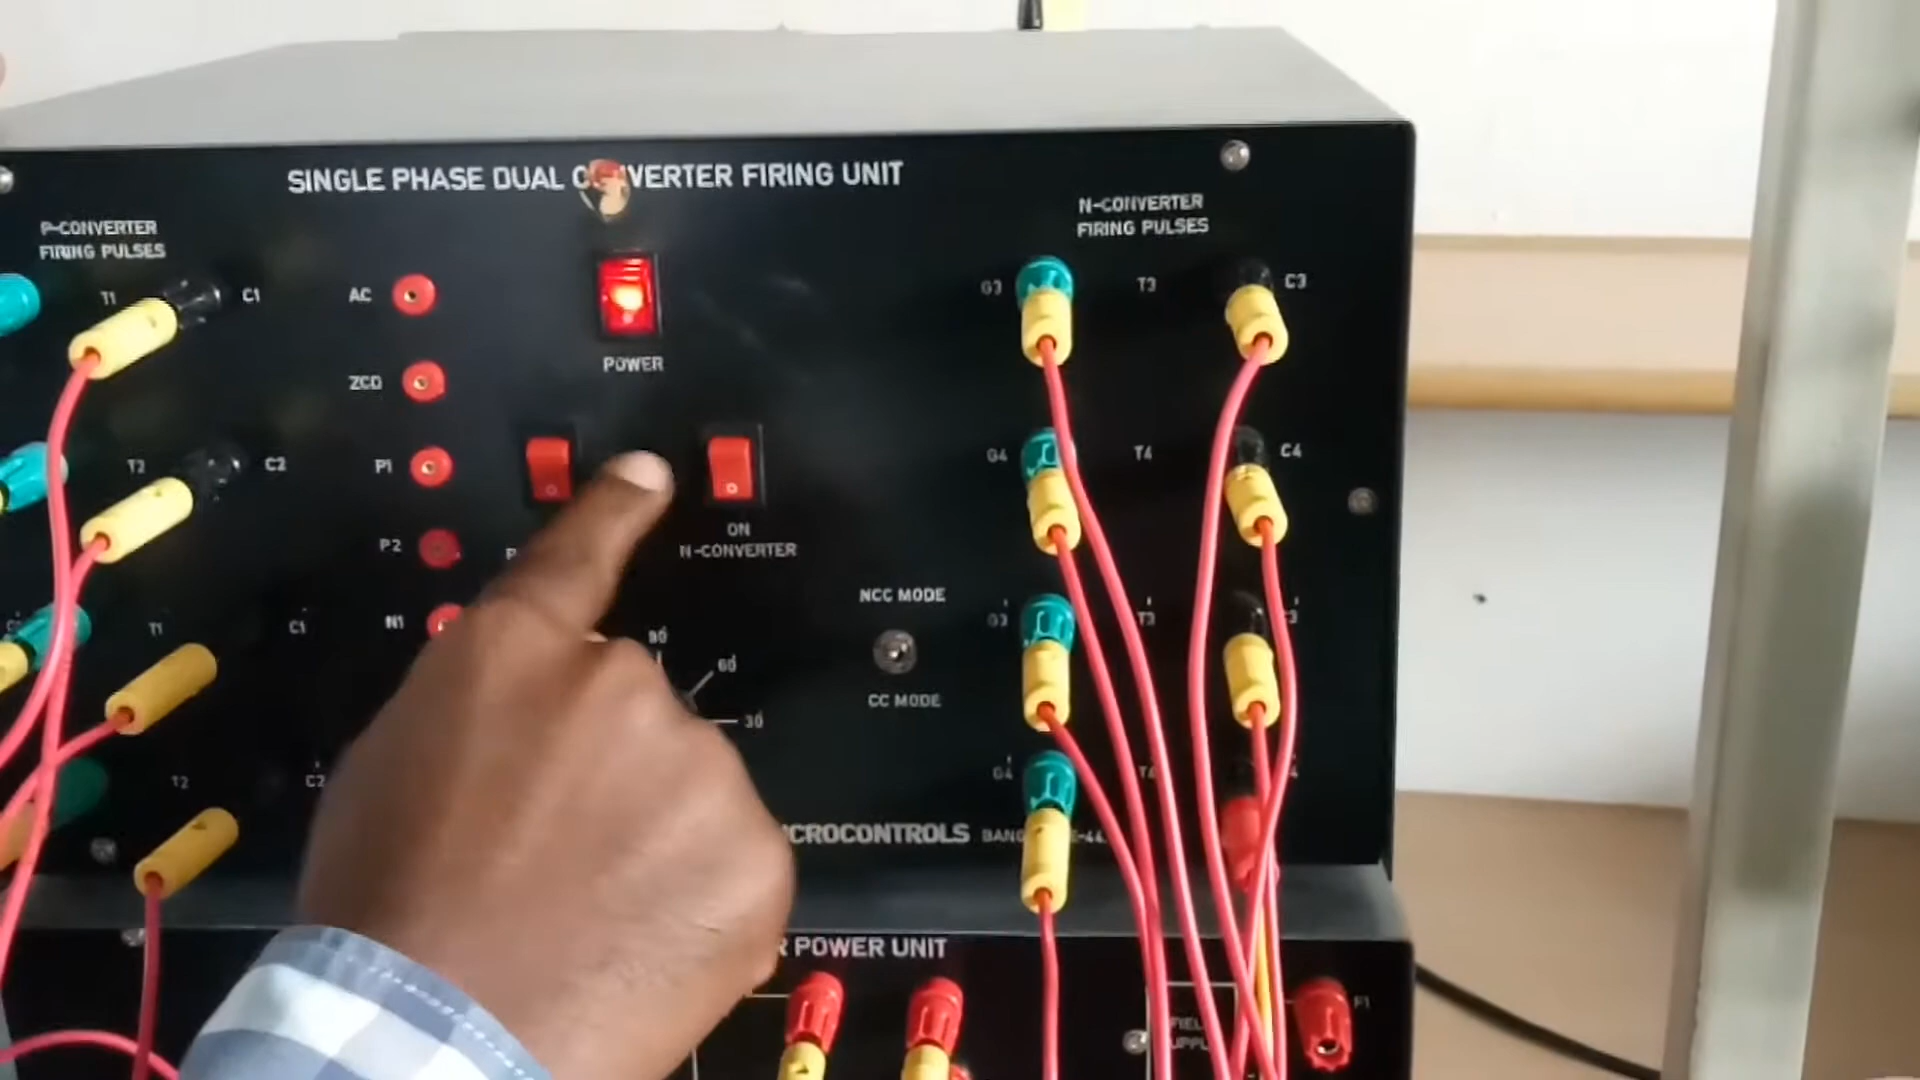 SINGLE PHASE DUAL CONVERTER FIRING UNIT
P-CONVERTER
FIRING PULSES
N-CONVERTER
FIRING PULSES
T1
C1
AC
POWER
G3
T3
C3
ZCD
T2
C2
P1
G4
T4
C4
P2
ON
N-CONVERTER
T1
C1
N1
90
60
30
NCC MODE
CC MODE
G3
T3
T2
C2
G4
POWER UNIT
F1